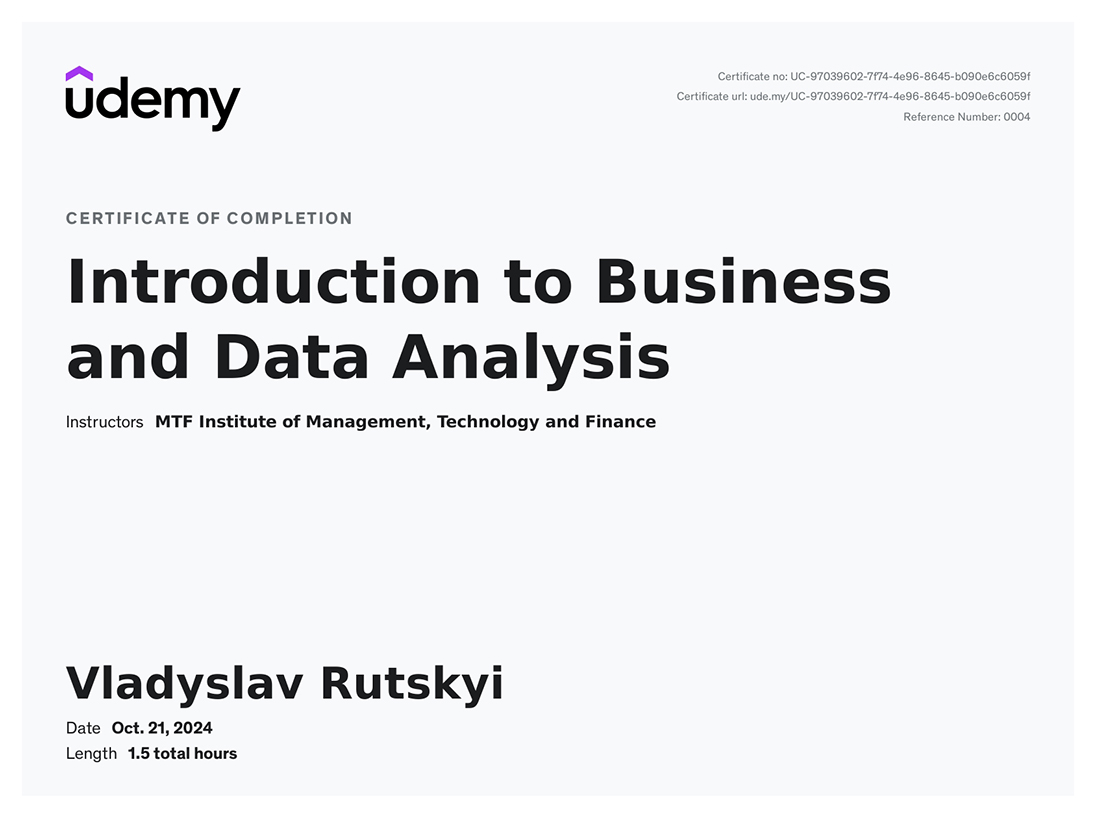 udemy
Certificate no: UC-97039602-7f74-4e96-8645-b090e6c6059f
Certificate url: ude.my/UC-97039602-7f74-4e96-8645-b090e6c6059f
Reference Number: 0004
CERTIFICATE OF COMPLETION
Introduction to Business
and Data Analysis
Instructors MTF Institute of Management, Technology and Finance
Vladyslav Rutskyi
Date Oct. 21, 2024
Length 1.5 total hours